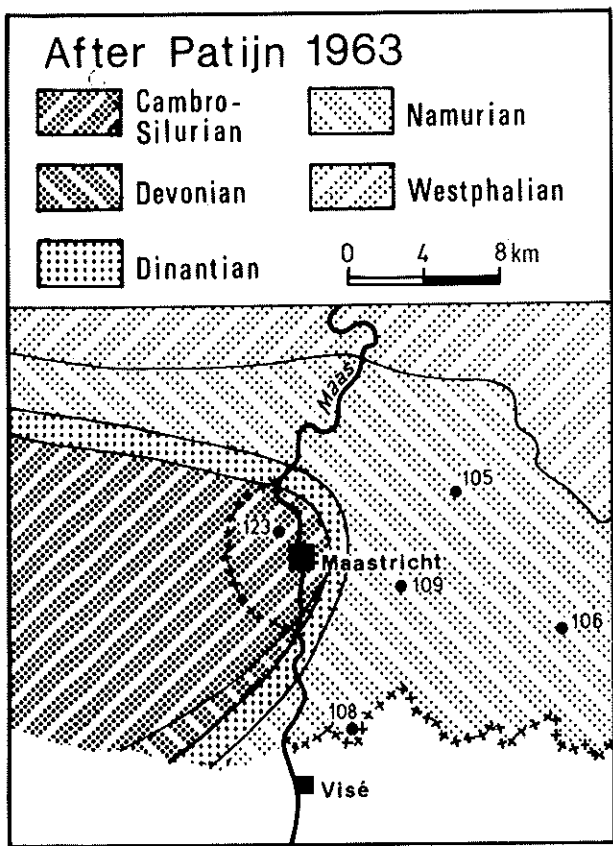 After Patijn 1963
Cambro-
Silurian
Namurian
Devonian
Westphalian
Dinantian
0 4 8 km
Maas
105
123
Maastricht
109
106
108
Visé